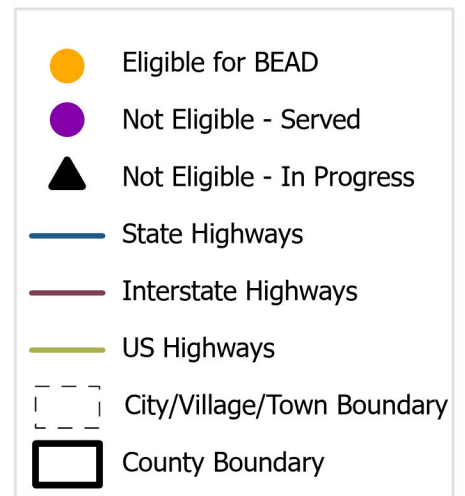 Eligible for BEAD
Not Eligible - Served
Not Eligible - In Progress
State Highways
Interstate Highways
US Highways
City/Village/Town Boundary
County Boundary